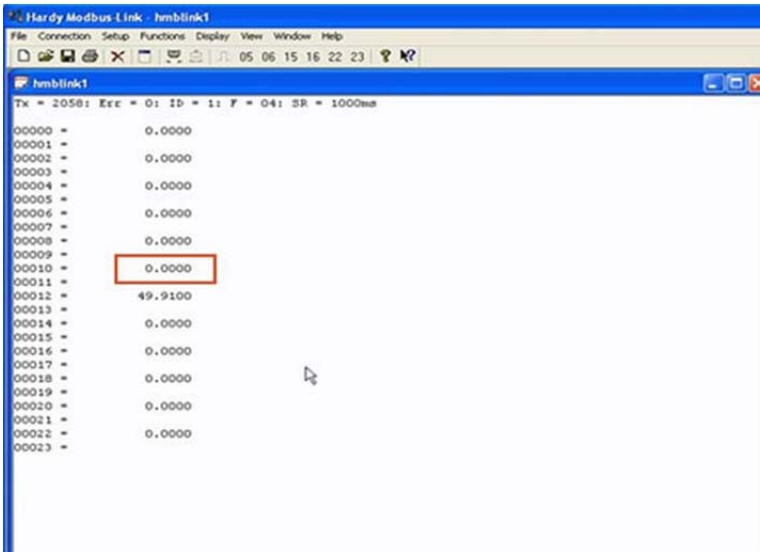 Hardy Modbus-Link - hmblink1
File Connection Setup Functions Display View Window Help
05 06 15 16 22 23
hmblink1
Tx = 2058: Err = 0: ID = 1: F = 04: SR = 1000ms
00000 = 0.0000
00001 =
00002 = 0.0000
00003 =
00004 = 0.0000
00005 =
00006 = 0.0000
00007 =
00008 = 0.0000
00009 =
00010 = 0.0000
00011 =
00012 = 49.9100
00013 =
00014 = 0.0000
00015 =
00016 = 0.0000
00017 =
00018 = 0.0000
00019 =
00020 = 0.0000
00021 =
00022 = 0.0000
00023 =